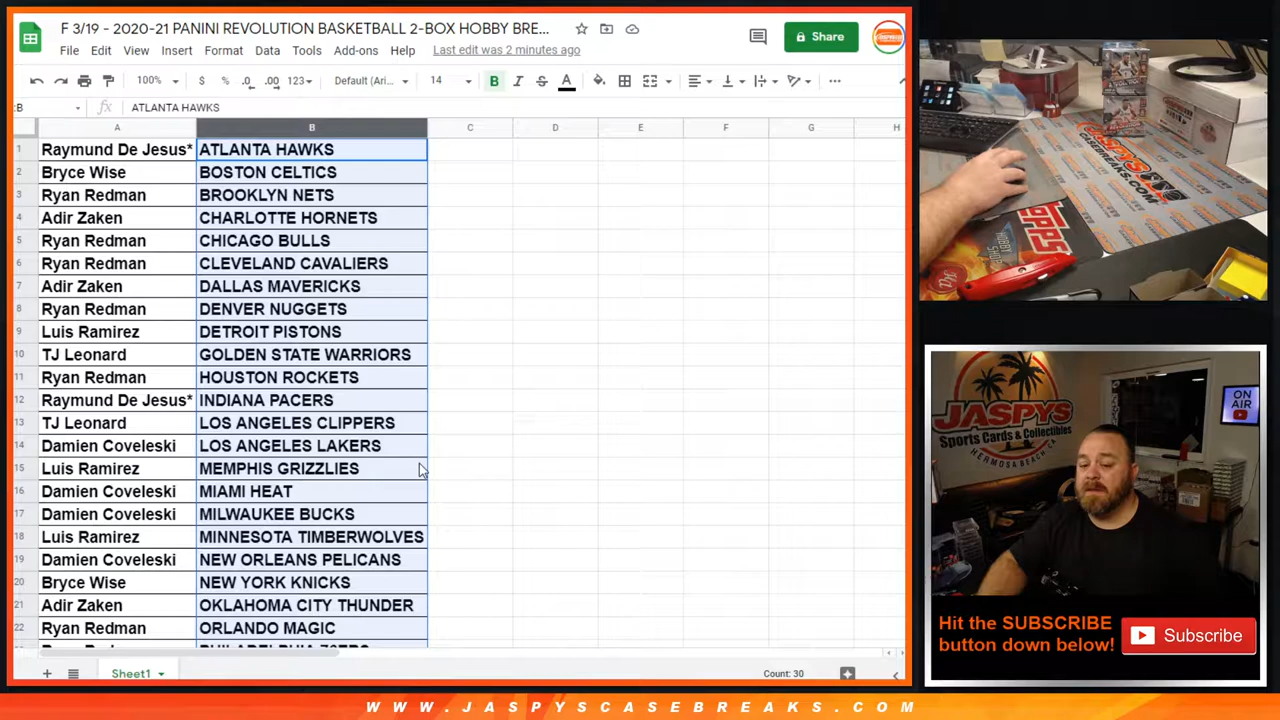 F 3/19 - 2020-21 PANINI REVOLUTION BASKETBALL 2-BOX HOBBY BRE...
File Edit View Insert Format Data Tools Add-ons Help Last edit was 2 minutes ago
Share
100% $ % .0 .00 123 Default (Ari... 14 B I S A
:B fx ATLANTA HAWKS
A B C D E F G H
1 Raymund De Jesus* ATLANTA HAWKS
2 Bryce Wise BOSTON CELTICS
3 Ryan Redman BROOKLYN NETS
4 Adir Zaken CHARLOTTE HORNETS
5 Ryan Redman CHICAGO BULLS
6 Ryan Redman CLEVELAND CAVALIERS
7 Adir Zaken DALLAS MAVERICKS
8 Ryan Redman DENVER NUGGETS
9 Luis Ramirez DETROIT PISTONS
10 TJ Leonard GOLDEN STATE WARRIORS
11 Ryan Redman HOUSTON ROCKETS
12 Raymund De Jesus* INDIANA PACERS
13 TJ Leonard LOS ANGELES CLIPPERS
14 Damien Coveleski LOS ANGELES LAKERS
15 Luis Ramirez MEMPHIS GRIZZLIES
16 Damien Coveleski MIAMI HEAT
17 Damien Coveleski MILWAUKEE BUCKS
18 Luis Ramirez MINNESOTA TIMBERWOLVES
19 Damien Coveleski NEW ORLEANS PELICANS
20 Bryce Wise NEW YORK KNICKS
21 Adir Zaken OKLAHOMA CITY THUNDER
22 Ryan Redman ORLANDO MAGIC
Sheet1
Count: 30
JASPYS
CASEBREAKS.COM
TOPPS
HOBBY SHOP
JASPYS
Sports Cards & Collectibles
HERMOSA BEACH CA
ON
AIR
Hit the SUBSCRIBE
button down below!
Subscribe
WWW.JASPYSCASEBREAKS.COM